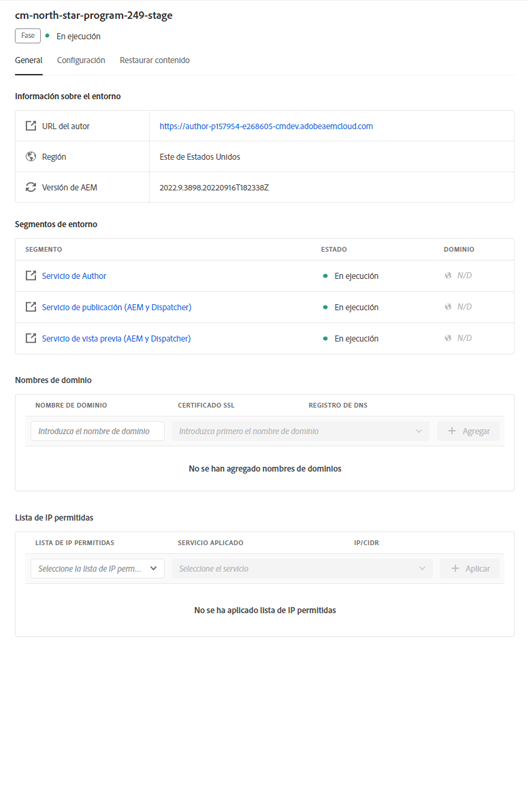 cm-north-star-program-249-stage
Fase En ejecución
General Configuración Restaurar contenido
Información sobre el entorno
URL del autor https://author-p157954-e268605-cmdev.adobeaemcloud.com
Región Este de Estados Unidos
Versión de AEM 2022.9.3898.20220916T182338Z
Segmentos de entorno
SEGMENTO ESTADO DOMINIO
Servicio de Author En ejecución N/D
Servicio de publicación (AEM y Dispatcher) En ejecución N/D
Servicio de vista previa (AEM y Dispatcher) En ejecución N/D
Nombres de dominio
NOMBRE DE DOMINIO CERTIFICADO SSL REGISTRO DE DNS
Introduzca el nombre de dominio Introduzca primero el nombre de dominio + Agregar
No se han agregado nombres de dominios
Lista de IP permitidas
LISTA DE IP PERMITIDAS SERVICIO APLICADO IP/CIDR
Seleccione la lista de IP perm... Seleccione el servicio + Aplicar
No se ha aplicado lista de IP permitidas